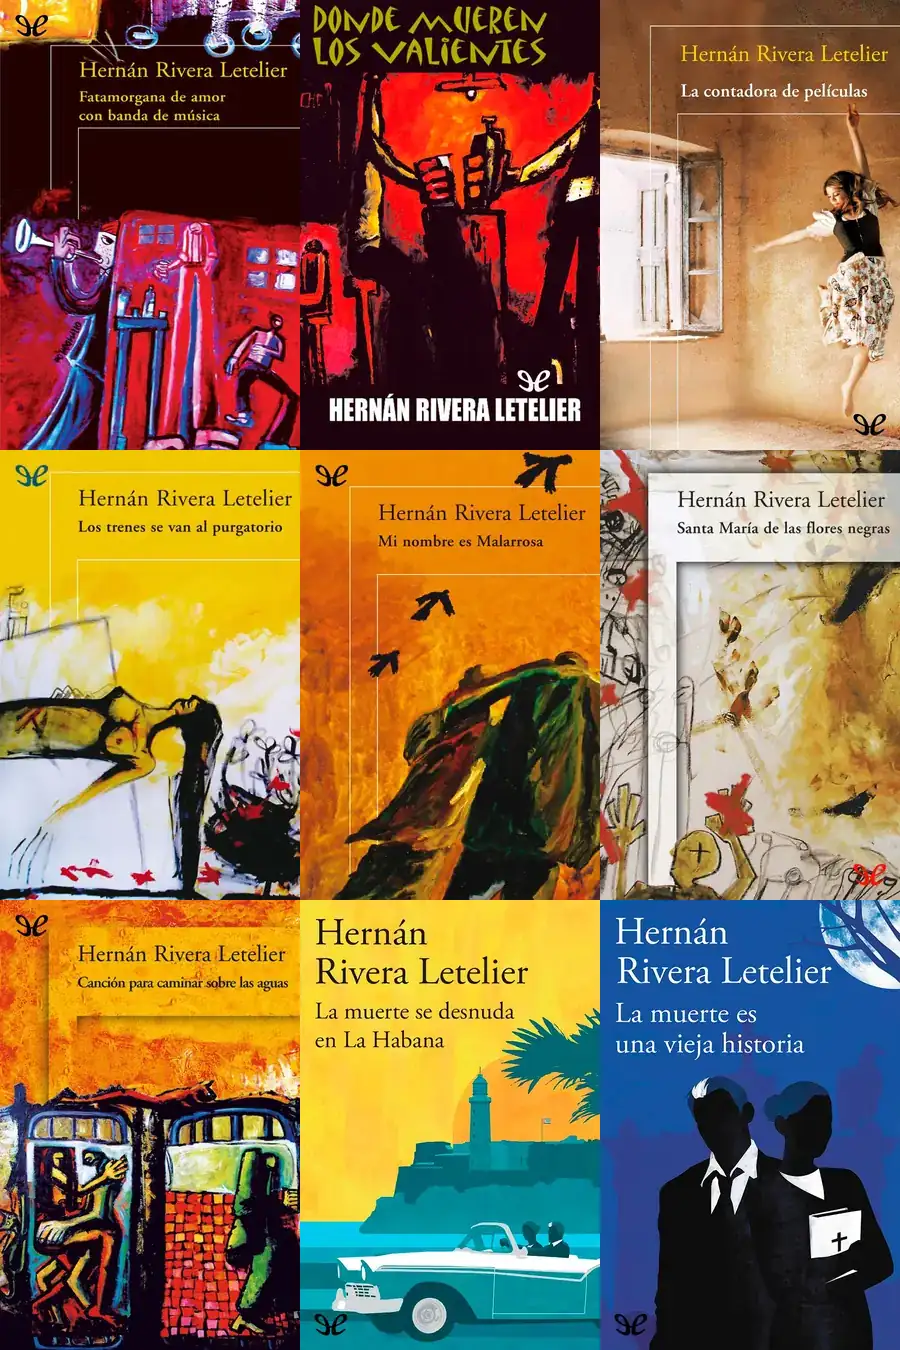 Hernán Rivera Letelier
Fatamorgana de amor
con banda de música
DONDE MUEREN
LOS VALIENTES
HERNÁN RIVERA LETELIER
Hernán Rivera Letelier
La contadora de películas
Hernán Rivera Letelier
Los trenes se van al purgatorio
Hernán Rivera Letelier
Mi nombre es Malarrosa
Hernán Rivera Letelier
Santa María de las flores negras
Hernán Rivera Letelier
Canción para caminar sobre las aguas
Hernán
Rivera Letelier
La muerte se desnuda
en La Habana
Hernán
Rivera Letelier
La muerte es
una vieja historia